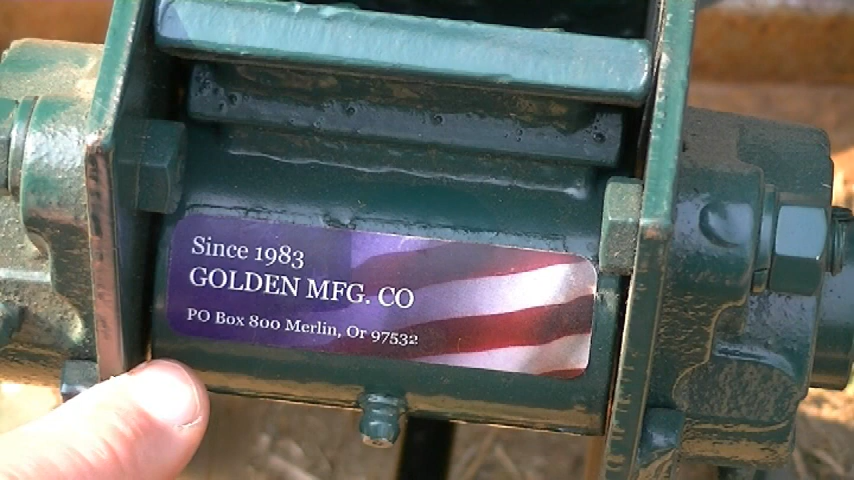 Since 1983
GOLDEN MFG. CO
PO Box 800 Merlin, Or 97532